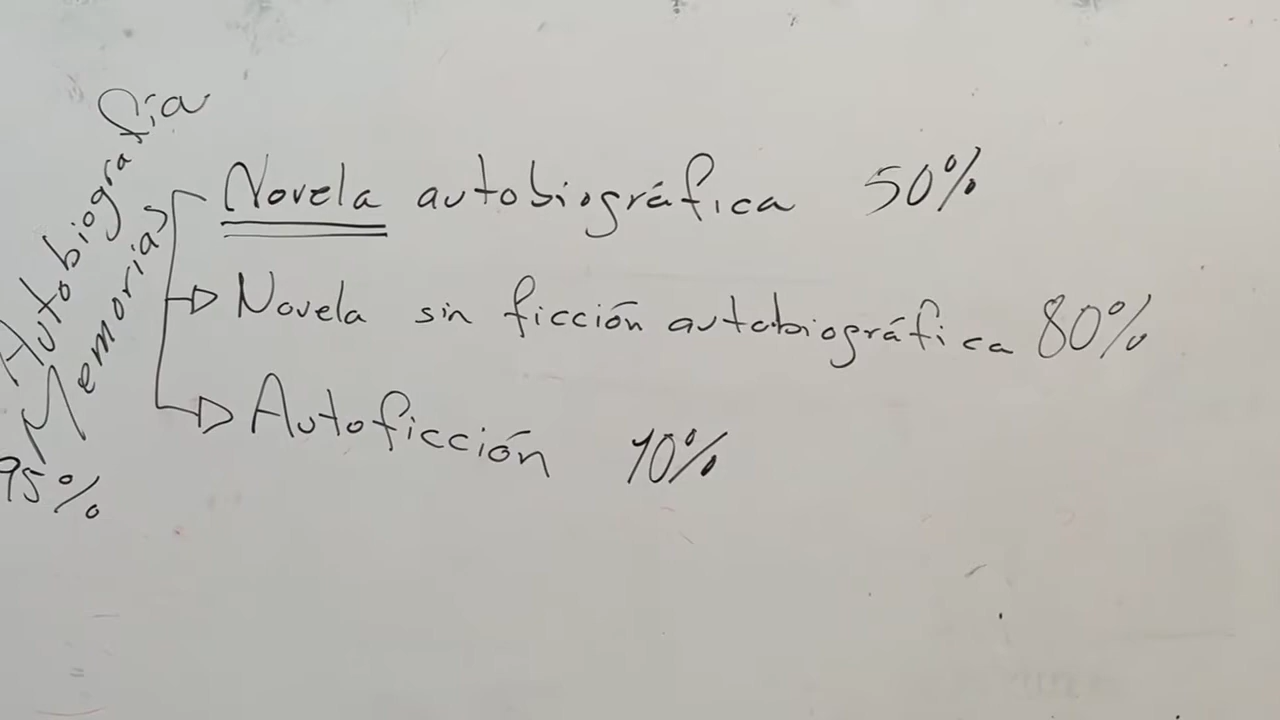 Autobiografía
Memorias
95%
Novela autobiográfica 50%
Novela sin ficción autobiográfica 80%
Autoficción 10%